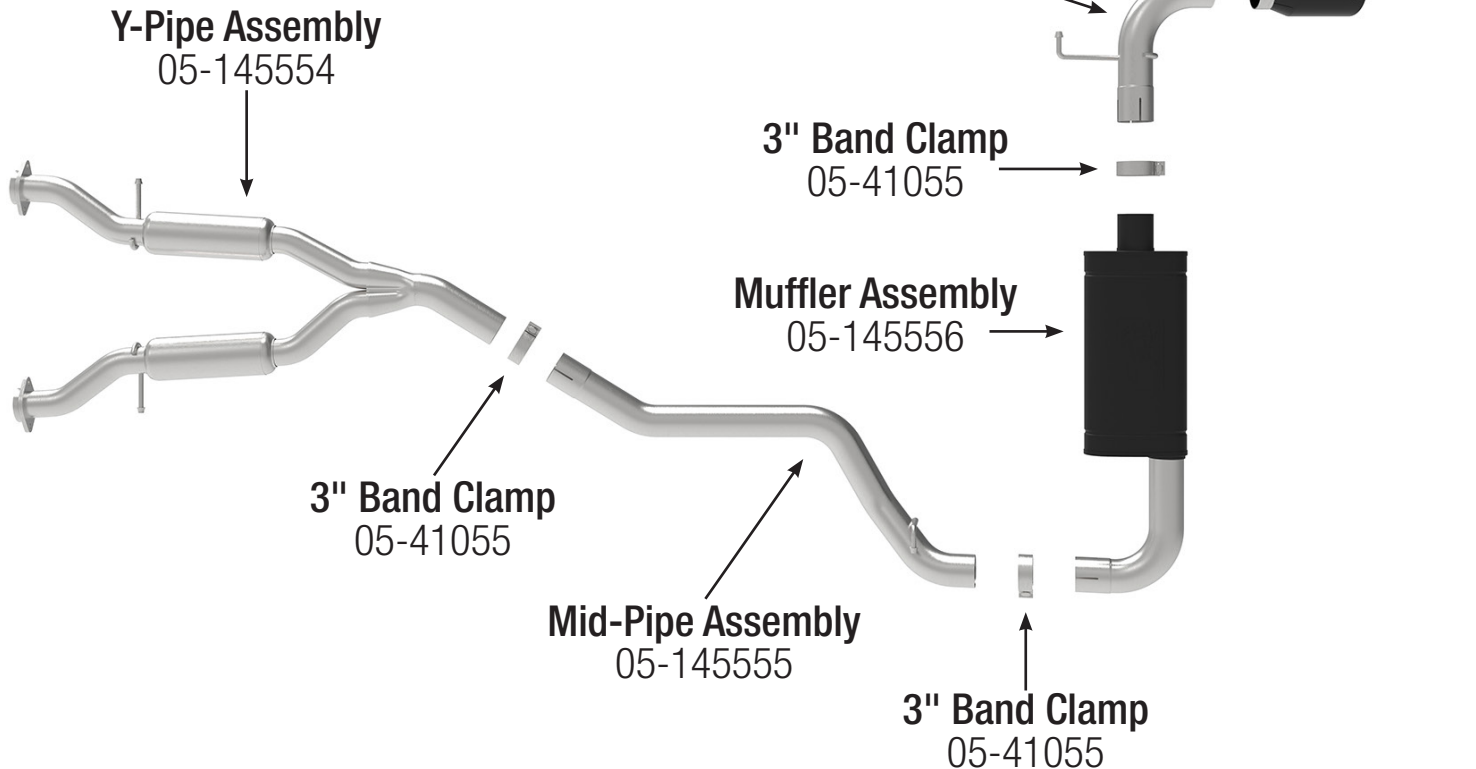 Y-Pipe Assembly
05-145554
3" Band Clamp
05-41055
Muffler Assembly
05-145556
3" Band Clamp
05-41055
Mid-Pipe Assembly
05-145555
3" Band Clamp
05-41055